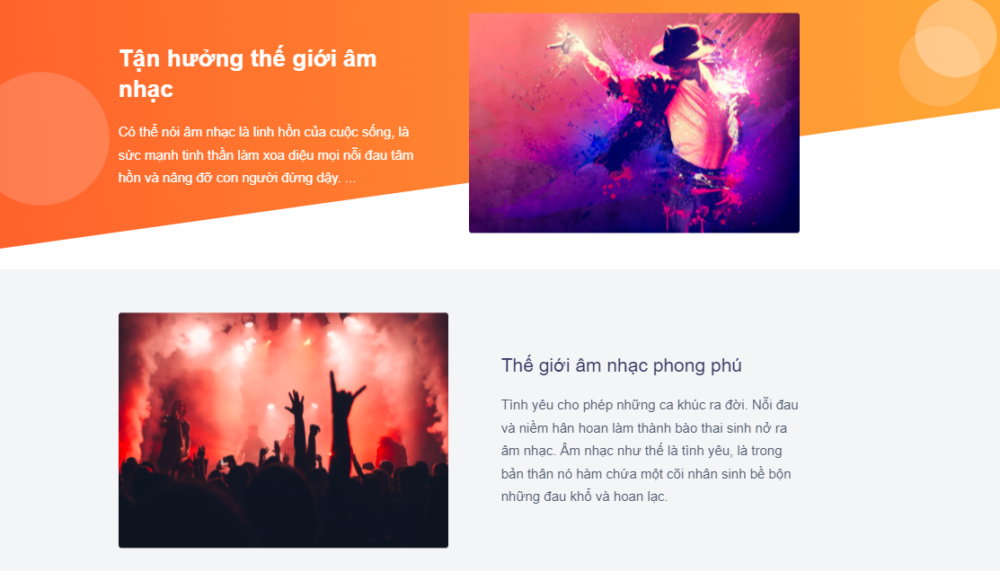 Tận hưởng thế giới âm
nhạc
Có thể nói âm nhạc là linh hồn của cuộc sống, là
sức mạnh tinh thần làm xoa diệu mọi nỗi đau tâm
hồn và nâng đỡ con người đứng dậy. ...
Thế giới âm nhạc phong phú
Tình yêu cho phép những ca khúc ra đời. Nỗi đau
và niềm hân hoan làm thành bào thai sinh nở ra
âm nhạc. Âm nhạc như thế là tình yêu, là trong
bản thân nó hàm chứa một cõi nhân sinh bề bộn
những đau khổ và hoan lạc.